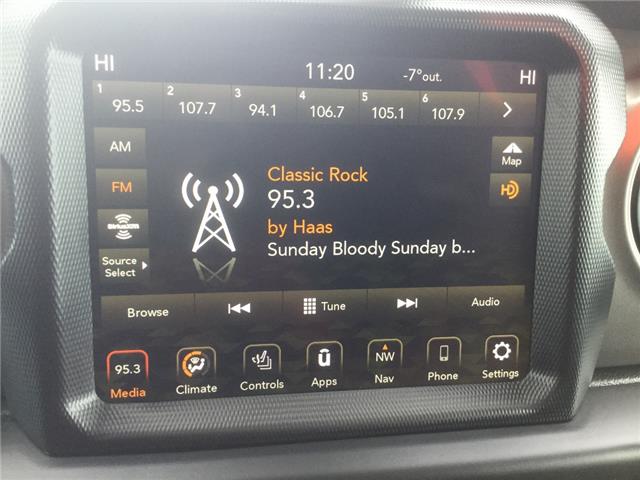 HI 11:20 -7°out. HI
1 2 3 4 5 6
95.5 107.7 94.1 106.7 105.1 107.9
AM
FM
SiriusXM
Source
Select
Classic Rock
95.3
by Haas
Sunday Bloody Sunday b...
Map
HD
Browse Tune Audio
95.3 NW
Media Climate Controls Apps Nav Phone Settings